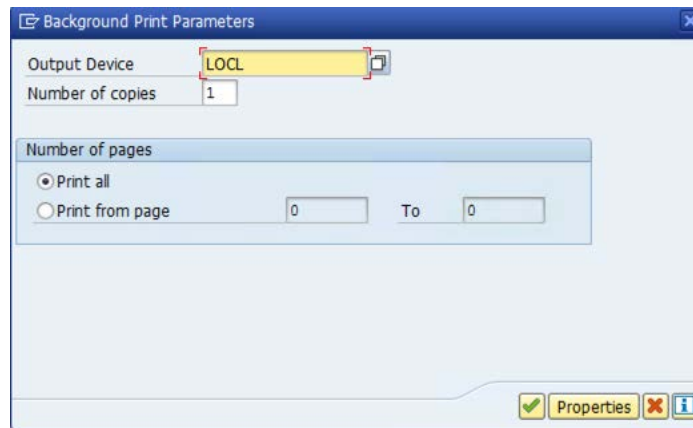 Background Print Parameters
Output Device LOCL
Number of copies 1
Number of pages
Print all
Print from page 0 To 0
Properties